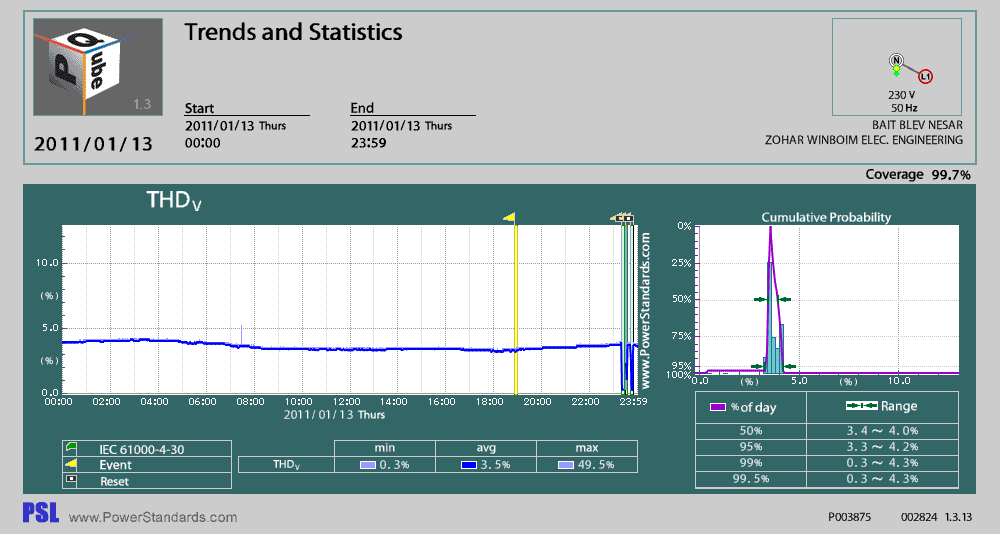 PQube
1.3
Trends and Statistics
Start
End
2011/01/13 Thurs
2011/01/13 Thurs
2011/01/13
00:00
23:59
N
L1
230 V
50 Hz
BAIT BLEV NESAR
ZOHAR WINBOIM ELEC. ENGINEERING
Coverage 99.7%
THDV
10.0
(%)
5.0
(%)
0.0
00:00 02:00 04:00 06:00 08:00 10:00 12:00 14:00 16:00 18:00 20:00 22:00 23:59
2011/01/13 Thurs
www.PowerStandards.com
Cumulative Probability
0%
25%
50%
75%
95%
100%
0.0 (%) 5.0 (%) 10.0
% of day Range
50% 3.4 ~ 4.0%
95% 3.3 ~ 4.2%
99% 0.3 ~ 4.3%
99.5% 0.3 ~ 4.3%
IEC 61000-4-30
Event
Reset
min avg max
THDV 0.3% 3.5% 49.5%
PSL www.PowerStandards.com
P003875 002824 1.3.13